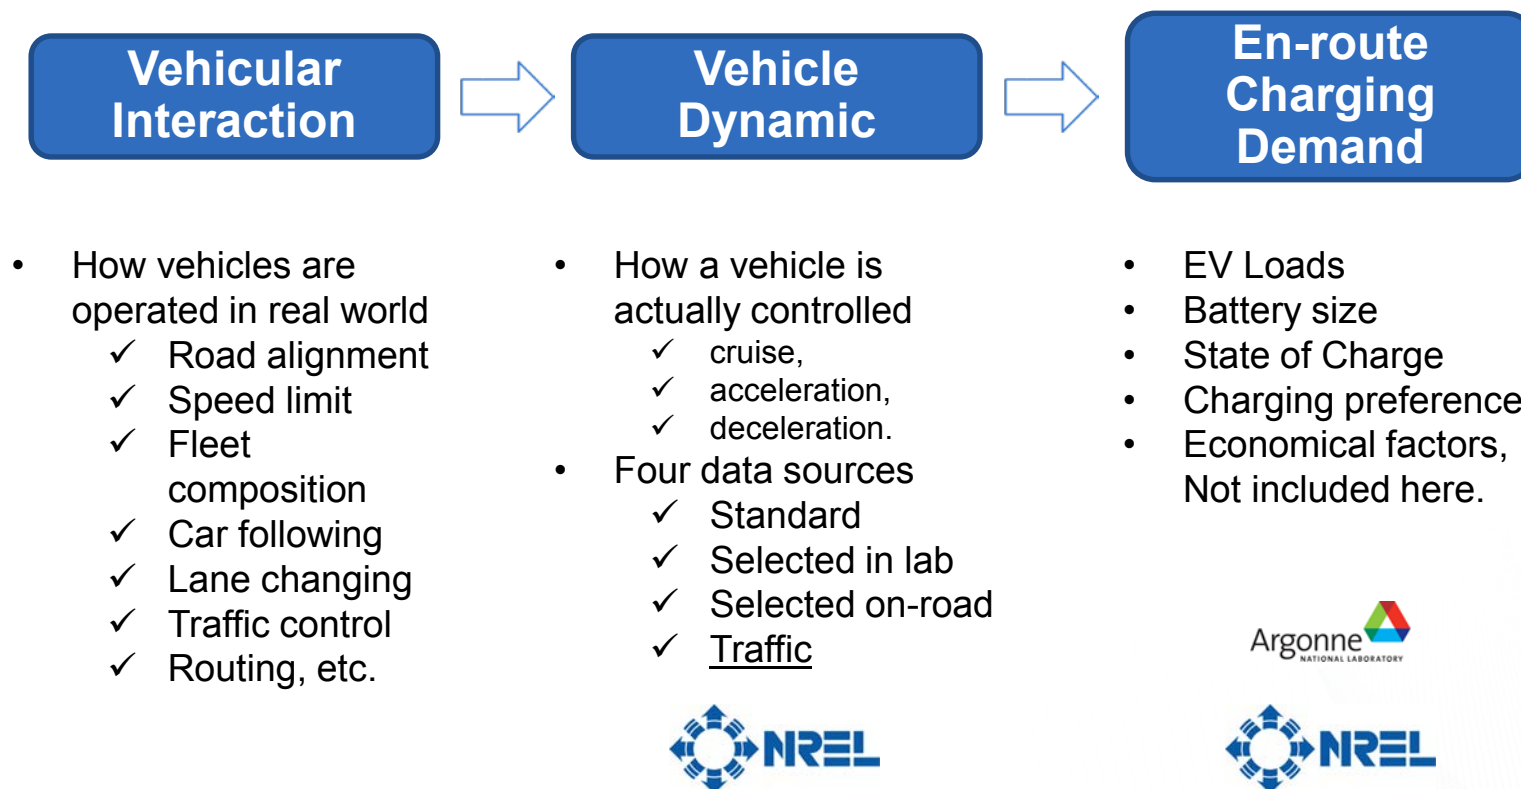 Vehicular
Interaction
Vehicle
Dynamic
En-route
Charging
Demand
• How vehicles are
operated in real world
✓ Road alignment
✓ Speed limit
✓ Fleet
composition
✓ Car following
✓ Lane changing
✓ Traffic control
✓ Routing, etc.
• How a vehicle is
actually controlled
✓ cruise,
✓ acceleration,
✓ deceleration.
• Four data sources
✓ Standard
✓ Selected in lab
✓ Selected on-road
✓ Traffic
NREL
• EV Loads
• Battery size
• State of Charge
• Charging preference
• Economical factors,
Not included here.
Argonne
NATIONAL LABORATORY
NREL